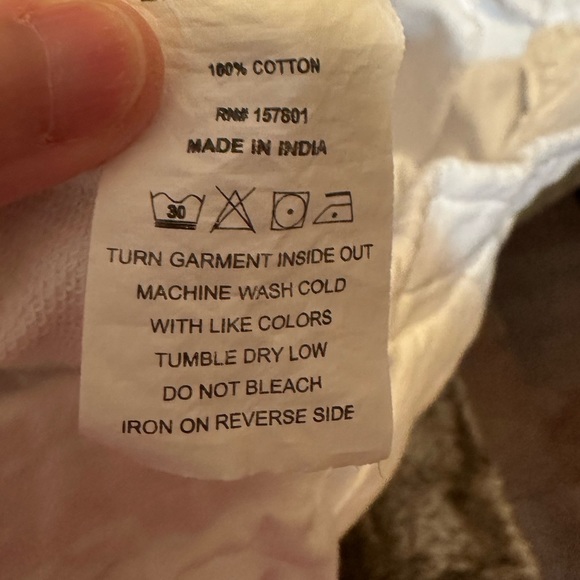 100% COTTON
RN# 157801
MADE IN INDIA
30
TURN GARMENT INSIDE OUT
MACHINE WASH COLD
WITH LIKE COLORS
TUMBLE DRY LOW
DO NOT BLEACH
IRON ON REVERSE SIDE